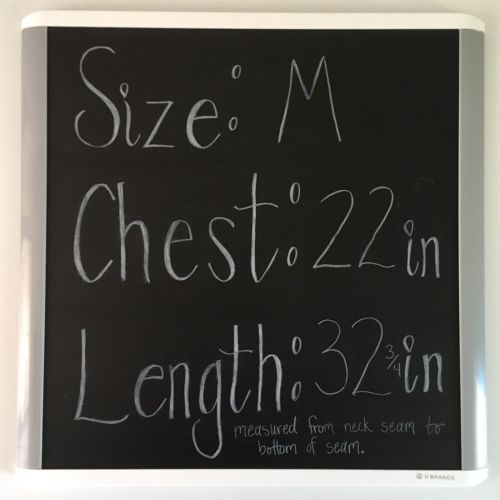 Size: M
Chest: 22 in
Length: 32 3/4 in
measured from neck seam to
bottom of seam.
U BRANDS